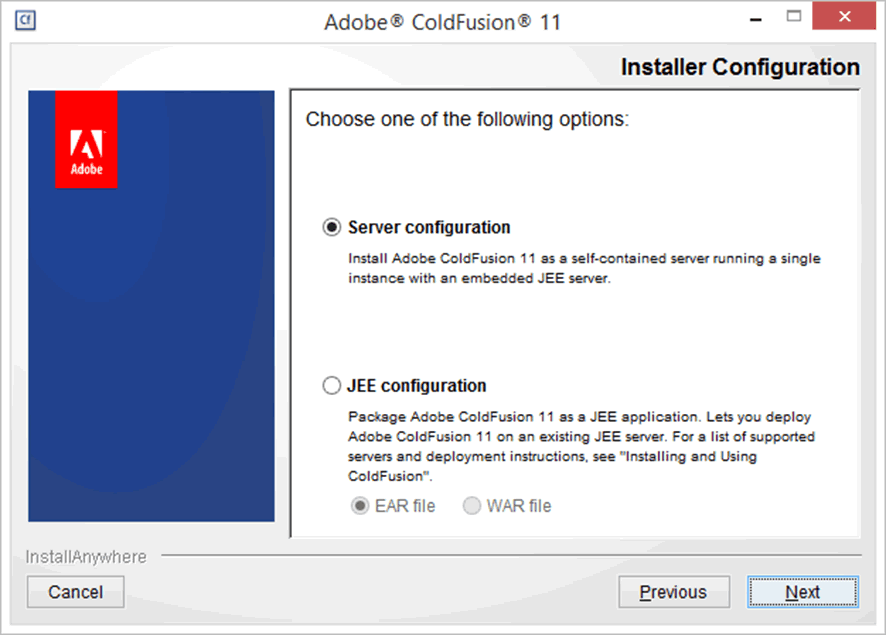 Cf
Adobe® ColdFusion® 11
Installer Configuration
Adobe
Choose one of the following options:
Server configuration
Install Adobe ColdFusion 11 as a self-contained server running a single
instance with an embedded JEE server.
JEE configuration
Package Adobe ColdFusion 11 as a JEE application. Lets you deploy
Adobe ColdFusion 11 on an existing JEE server. For a list of supported
servers and deployment instructions, see "Installing and Using
ColdFusion".
EAR file WAR file
InstallAnywhere
Cancel Previous Next